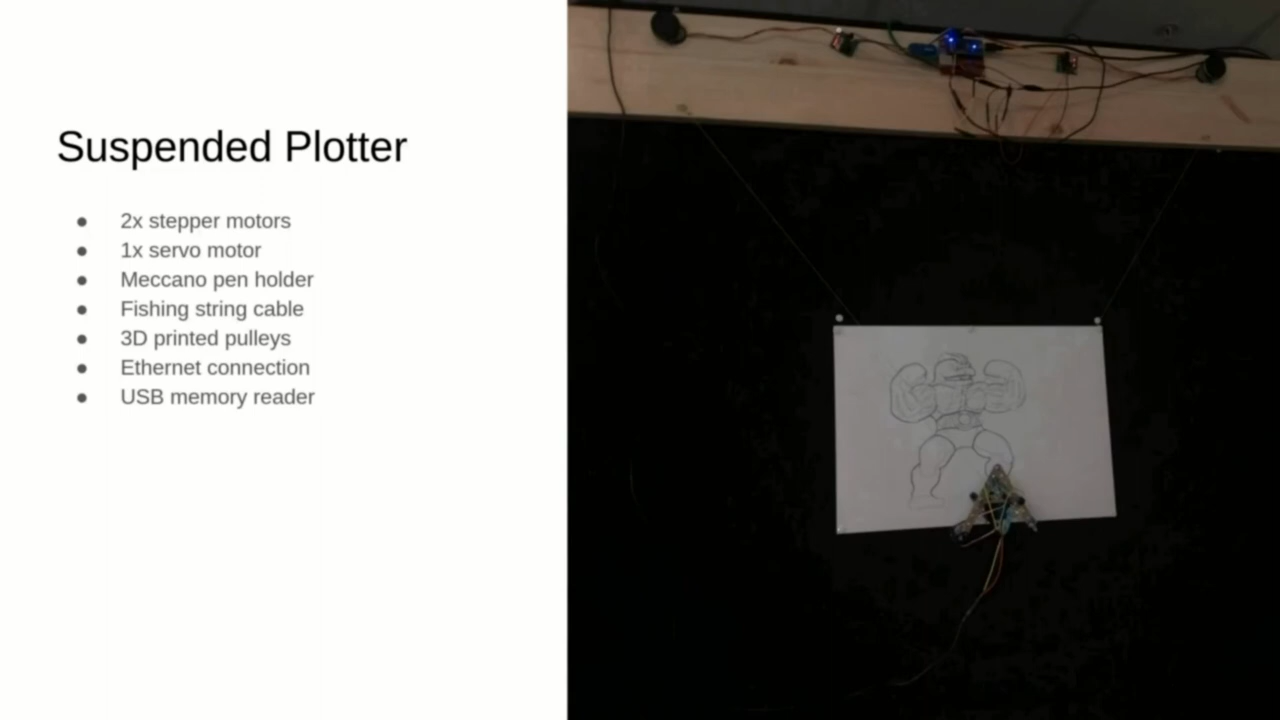 Suspended Plotter
● 2x stepper motors
● 1x servo motor
● Meccano pen holder
● Fishing string cable
● 3D printed pulleys
● Ethernet connection
● USB memory reader